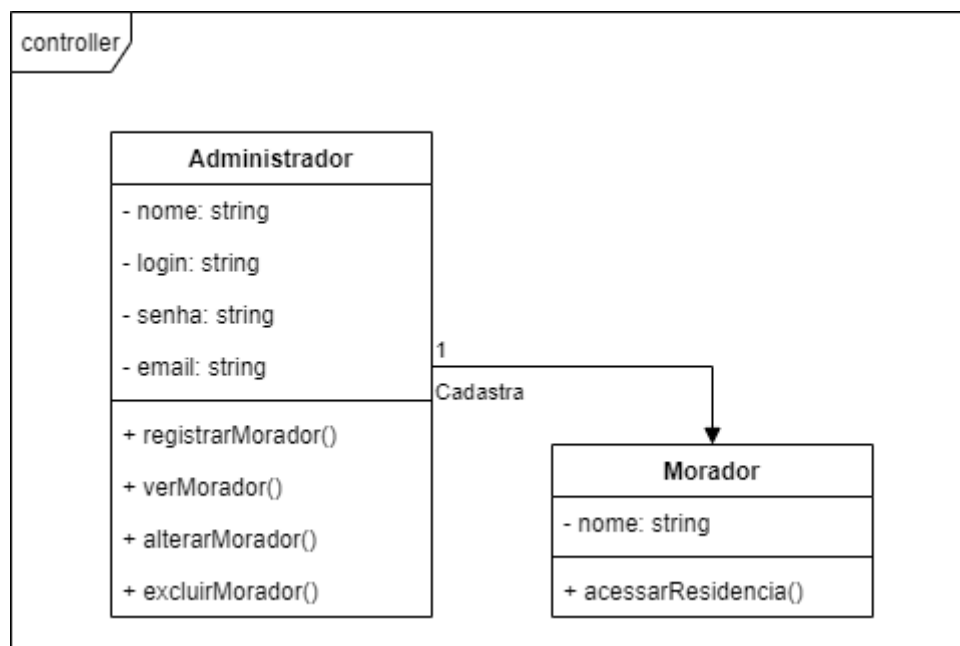 controller
Administrador
- nome: string
- login: string
- senha: string
- email: string
+ registrarMorador()
+ verMorador()
+ alterarMorador()
+ excluirMorador()
1
Cadastra
Morador
- nome: string
+ acessarResidencia()